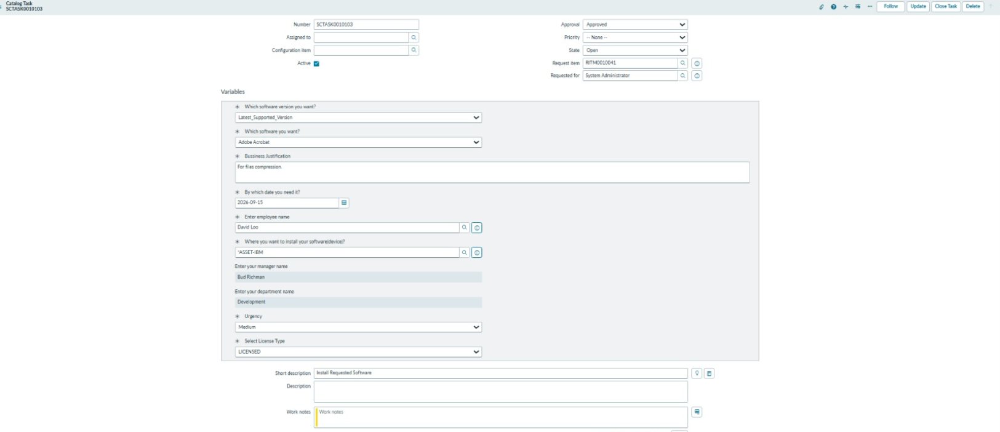 Catalog Task
SCTASK0010103
Follow
Update
Close Task
Delete
Number SCTASK0010103
Assigned to
Configuration item
Active
Approval Approved
Priority -- None --
State Open
Request item RITM0010041
Requested for System Administrator
Variables
Which software version you want?
Latest_Supported_Version
Which software you want?
Adobe Acrobat
Bussiness Justification
For files compression.
By which date you need it?
2026-09-15
Enter employee name
David Loo
Where you want to install your software(device)?
*ASSET-IBM
Enter your manager name
Bud Richman
Enter your department name
Development
Urgency
Medium
Select License Type
LICENSED
Short description Install Requested Software
Description
Work notes Work notes